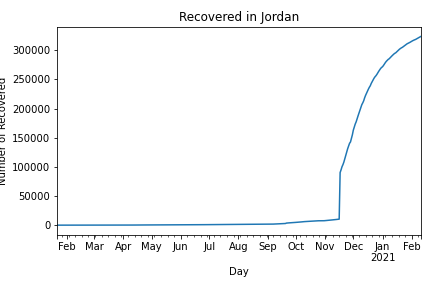 Recovered in Jordan
Number of Recovered
300000
250000
200000
150000
100000
50000
0
Feb Mar Apr May Jun Jul Aug Sep Oct Nov Dec Jan Feb
2021
Day